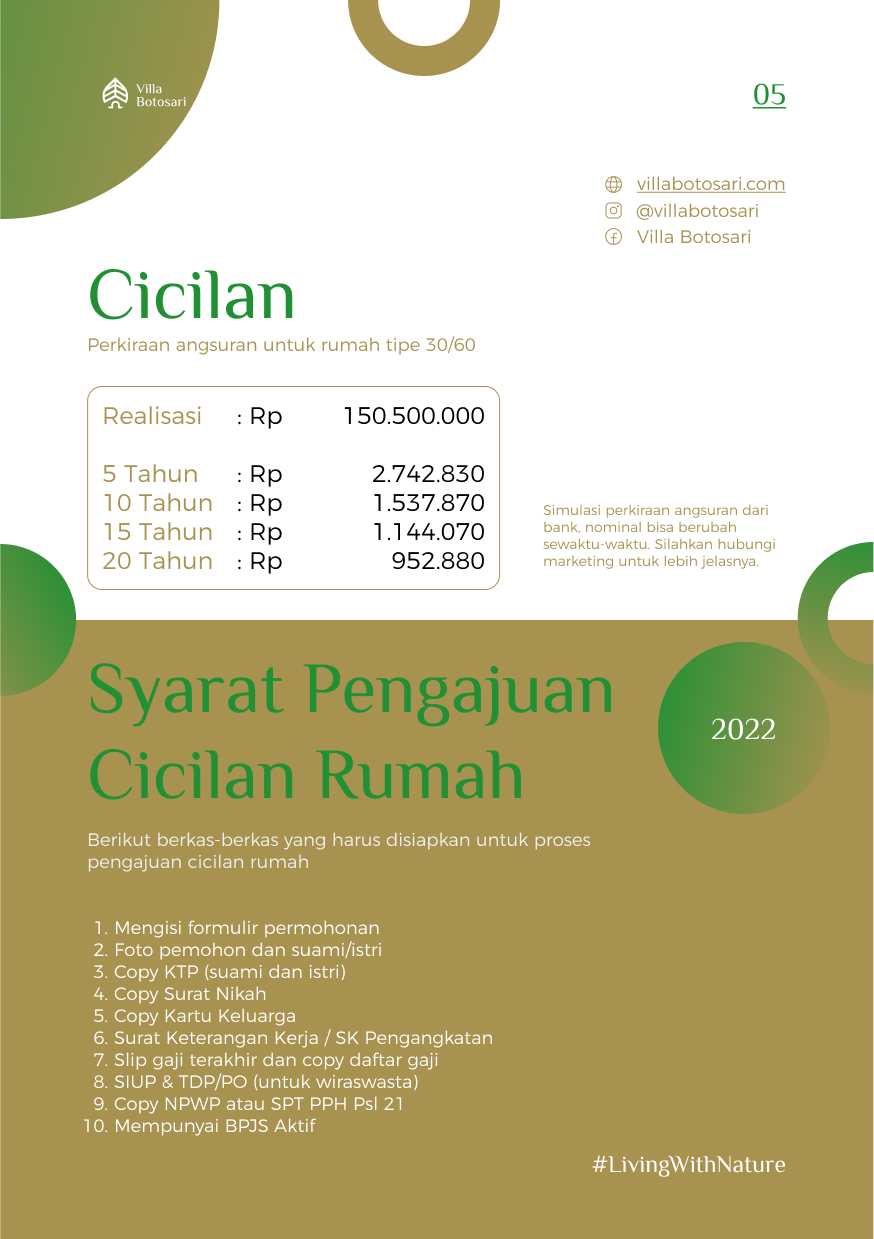 Villa
Botosari
05
villabotosari.com
@villabotosari
Villa Botosari
Cicilan
Perkiraan angsuran untuk rumah tipe 30/60
Realisasi : Rp 150.500.000
5 Tahun : Rp 2.742.830
10 Tahun : Rp 1.537.870
15 Tahun : Rp 1.144.070
20 Tahun : Rp 952.880
Simulasi perkiraan angsuran dari
bank, nominal bisa berubah
sewaktu-waktu. Silahkan hubungi
marketing untuk lebih jelasnya.
Syarat Pengajuan
Cicilan Rumah
2022
Berikut berkas-berkas yang harus disiapkan untuk proses
pengajuan cicilan rumah
1. Mengisi formulir permohonan
2. Foto pemohon dan suami/istri
3. Copy KTP (suami dan istri)
4. Copy Surat Nikah
5. Copy Kartu Keluarga
6. Surat Keterangan Kerja / SK Pengangkatan
7. Slip gaji terakhir dan copy daftar gaji
8. SIUP & TDP/PO (untuk wiraswasta)
9. Copy NPWP atau SPT PPH Psl 21
10. Mempunyai BPJS Aktif
#LivingWithNature